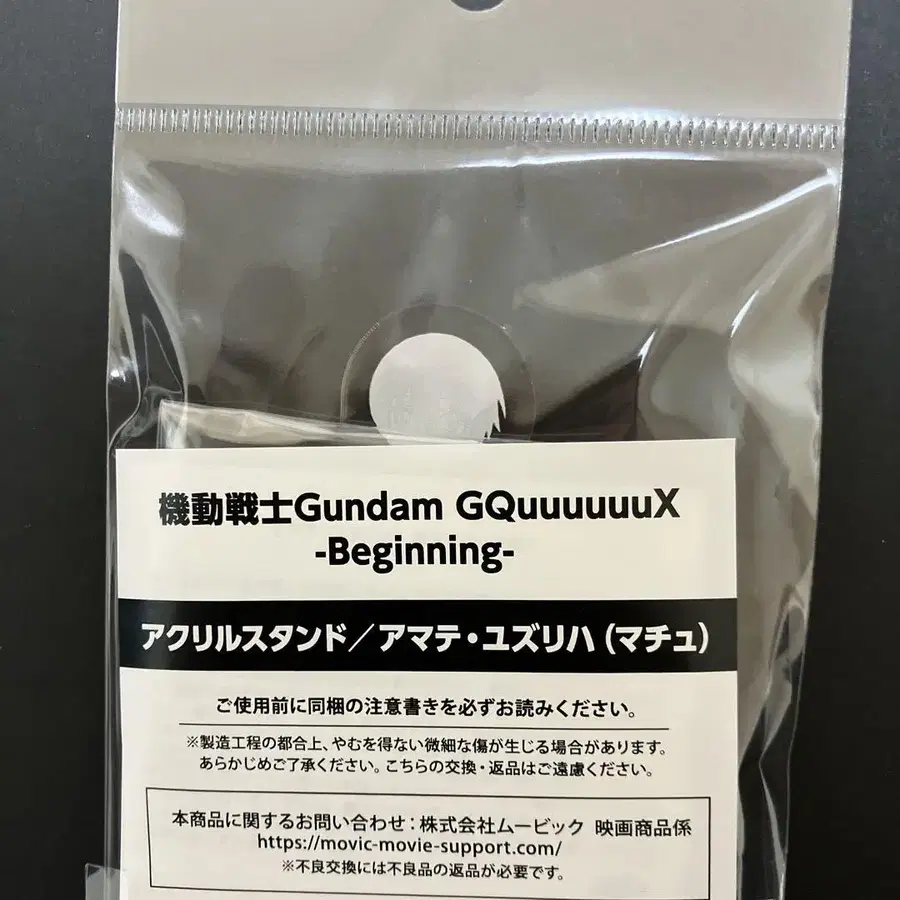 機動戦士Gundam GQuuuuuuX
-Beginning-
アクリルスタンド／アマテ・ユズリハ（マチュ）
ご使用前に同梱の注意書きを必ずお読みください。
※製造工程の都合上、やむを得ない微細な傷が生じる場合があります。
あらかじめご了承ください。こちらの交換・返品はご遠慮ください。
本商品に関するお問い合わせ：株式会社ムービック 映画商品係
https://movic-movie-support.com/
※不良交換には不良品の返品が必要です。